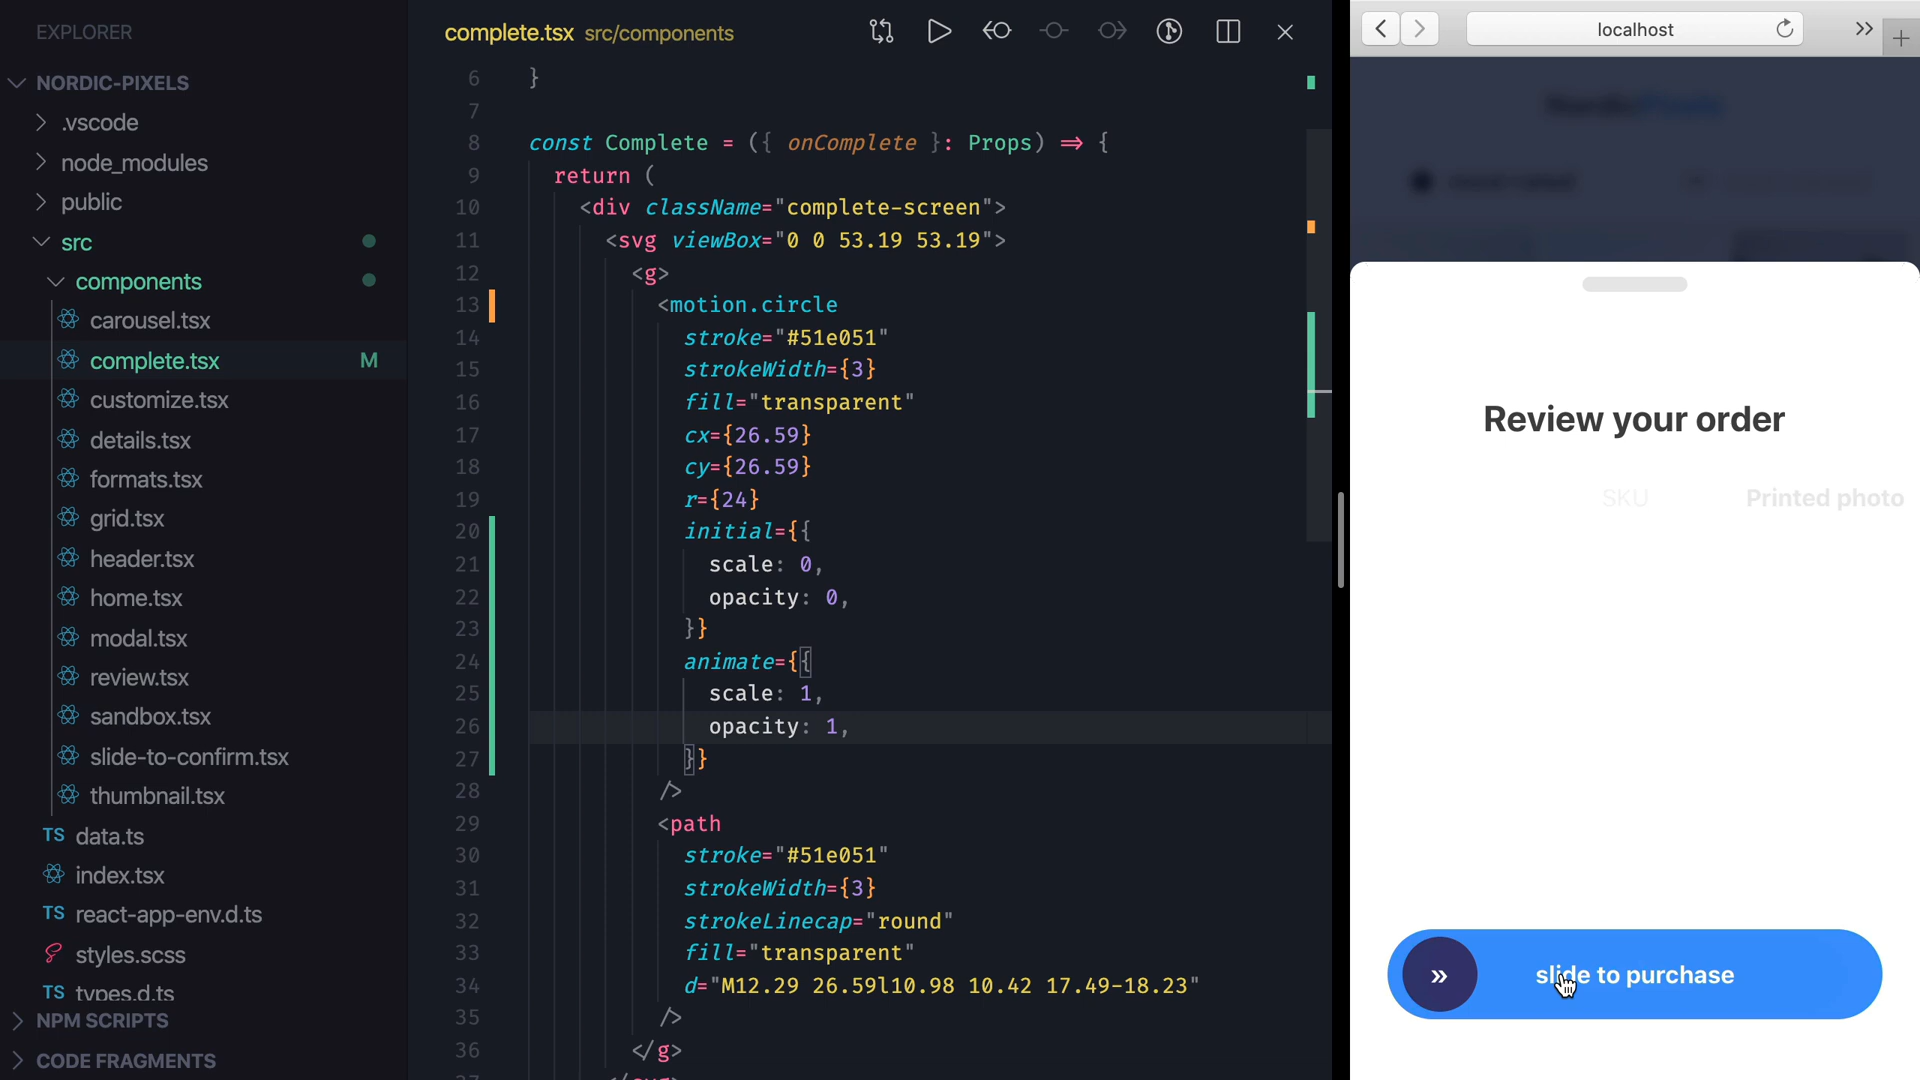 EXPLORER
NORDIC-PIXELS
.vscode
node_modules
public
src
components
carousel.tsx
complete.tsx M
customize.tsx
details.tsx
formats.tsx
grid.tsx
header.tsx
home.tsx
modal.tsx
review.tsx
sandbox.tsx
slide-to-confirm.tsx
thumbnail.tsx
TS data.ts
index.tsx
TS react-app-env.d.ts
styles.scss
TS types.d.ts
NPM SCRIPTS
CODE FRAGMENTS
complete.tsx src/components
6 }
7
8 const Complete = ({ onComplete }: Props) => {
9 return (
10 <div className="complete-screen">
11 <svg viewBox="0 0 53.19 53.19">
12 <g>
13 <motion.circle
14 stroke="#51e051"
15 strokeWidth={3}
16 fill="transparent"
17 cx={26.59}
18 cy={26.59}
19 r={24}
20 initial={{
21 scale: 0,
22 opacity: 0,
23 }}
24 animate={{
25 scale: 1,
26 opacity: 1,
27 }}
28 />
29 <path
30 stroke="#51e051"
31 strokeWidth={3}
32 strokeLinecap="round"
33 fill="transparent"
34 d="M12.29 26.59l10.98 10.42 17.49-18.23"
35 />
36 </g>
localhost
Review your order
SKU Printed photo
» slide to purchase